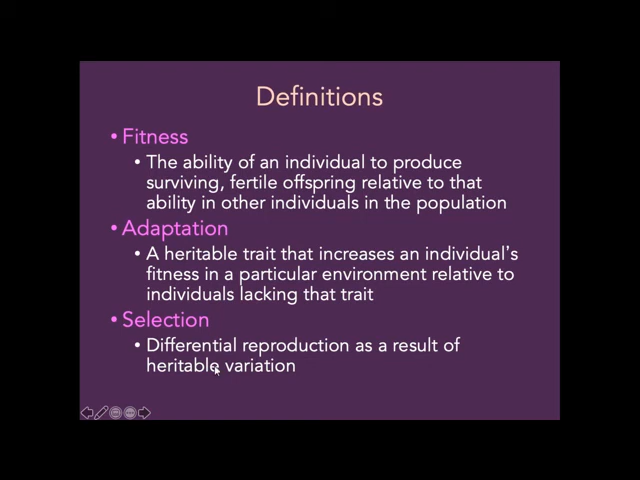 Definitions
• Fitness
• The ability of an individual to produce
surviving, fertile offspring relative to that
ability in other individuals in the population
• Adaptation
• A heritable trait that increases an individual's
fitness in a particular environment relative to
individuals lacking that trait
• Selection
• Differential reproduction as a result of
heritable variation